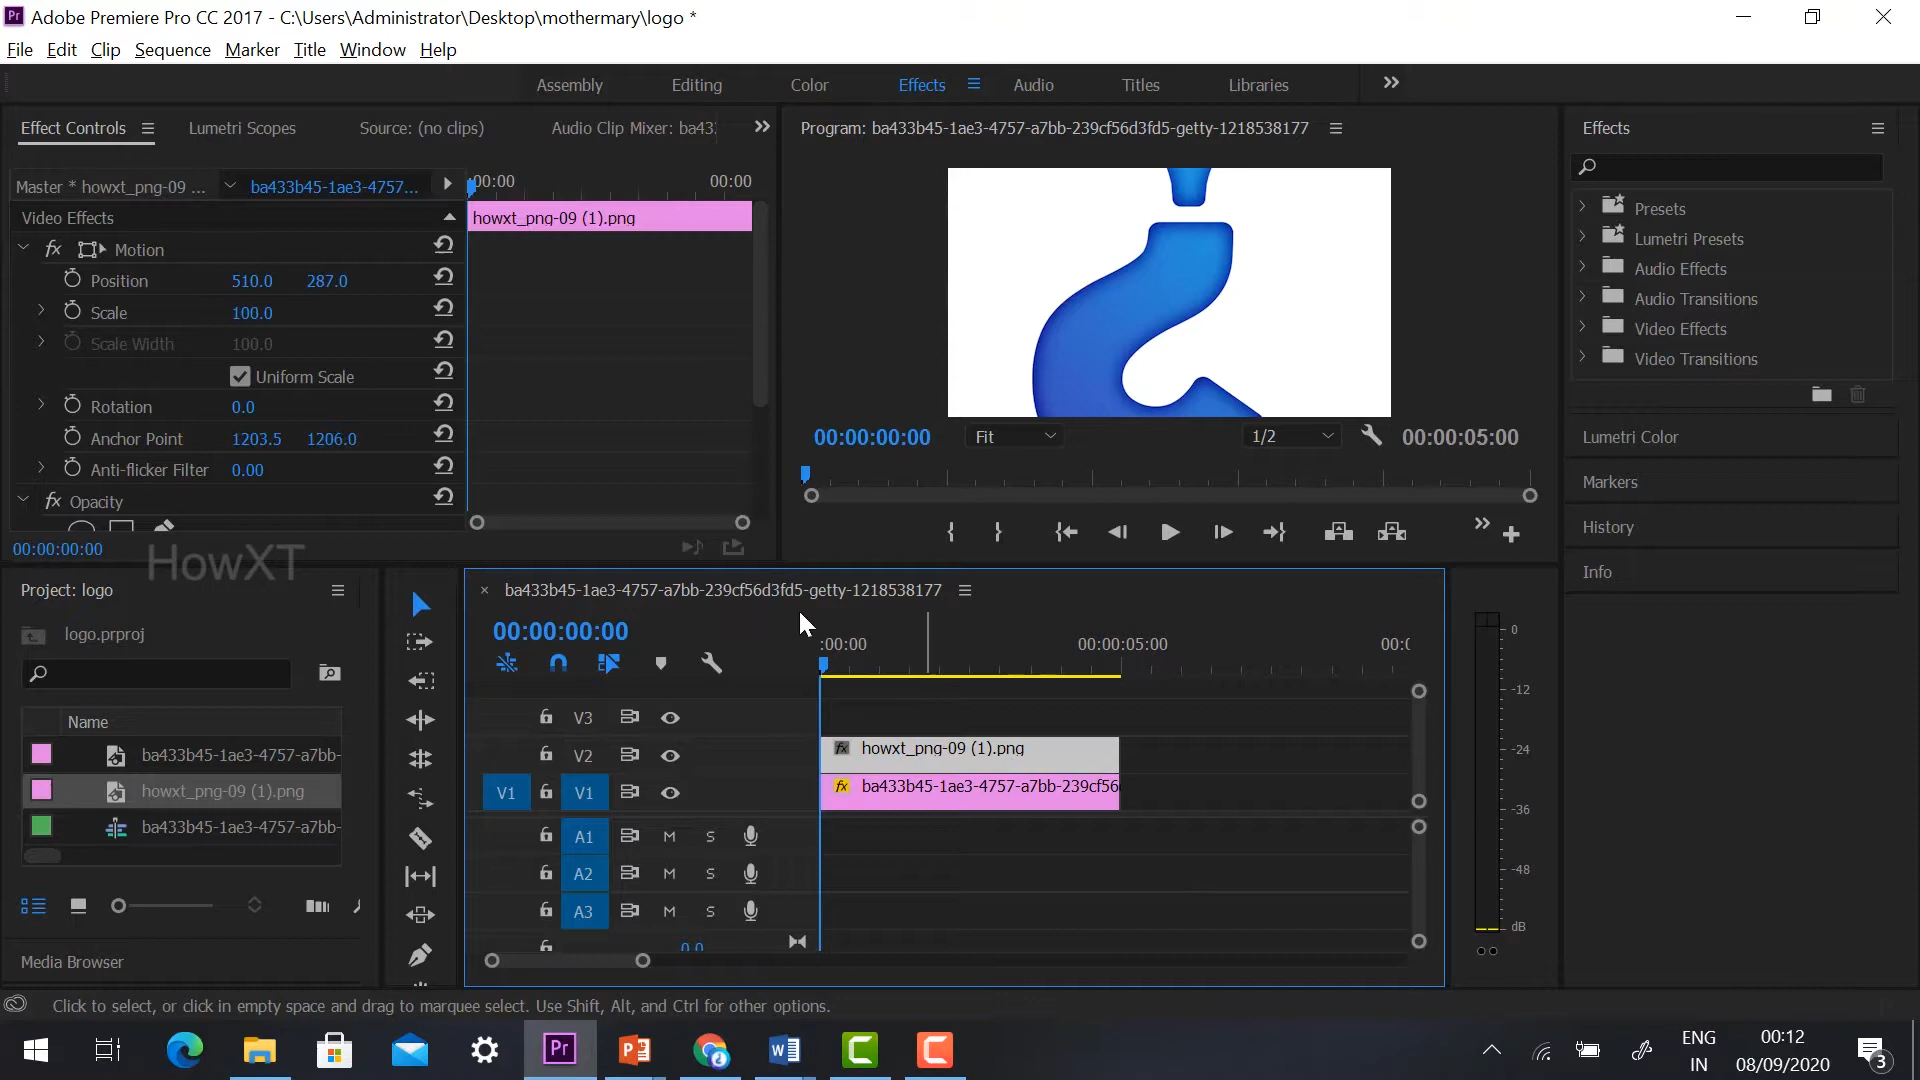 Adobe Premiere Pro CC 2017 - C:\Users\Administrator\Desktop\mothermary\logo *
File Edit Clip Sequence Marker Title Window Help
Assembly Editing Color Effects Audio Titles Libraries
Effect Controls Lumetri Scopes Source: (no clips) Audio Clip Mixer: ba43
Program: ba433b45-1ae3-4757-a7bb-239cf56d3fd5-getty-1218538177
Effects
Master * howxt_png-09 ... ba433b45-1ae3-4757... :00:00 00:00
Video Effects
howxt_png-09 (1).png
fx Motion
Position 510.0 287.0
Scale 100.0
Scale Width 100.0
Uniform Scale
Rotation 0.0
Anchor Point 1203.5 1206.0
Anti-flicker Filter 0.00
fx Opacity
00:00:00:00
HowXT
00:00:00:00 Fit 1/2 00:00:05:00
Presets
Lumetri Presets
Audio Effects
Audio Transitions
Video Effects
Video Transitions
Lumetri Color
Markers
History
Info
Project: logo
logo.prproj
Name
ba433b45-1ae3-4757-a7bb-
howxt_png-09 (1).png
ba433b45-1ae3-4757-a7bb-
Media Browser
ba433b45-1ae3-4757-a7bb-239cf56d3fd5-getty-1218538177
00:00:00:00
:00:00 00:00:05:00 00:0
V3
V2 fx howxt_png-09 (1).png
V1 V1 fx ba433b45-1ae3-4757-a7bb-239cf56
A1 M S
A2 M S
A3 M S
0.0
0
-12
-24
-36
-48
dB
Click to select, or click in empty space and drag to marquee select. Use Shift, Alt, and Ctrl for other options.
Pr
ENG
IN
00:12
08/09/2020
3